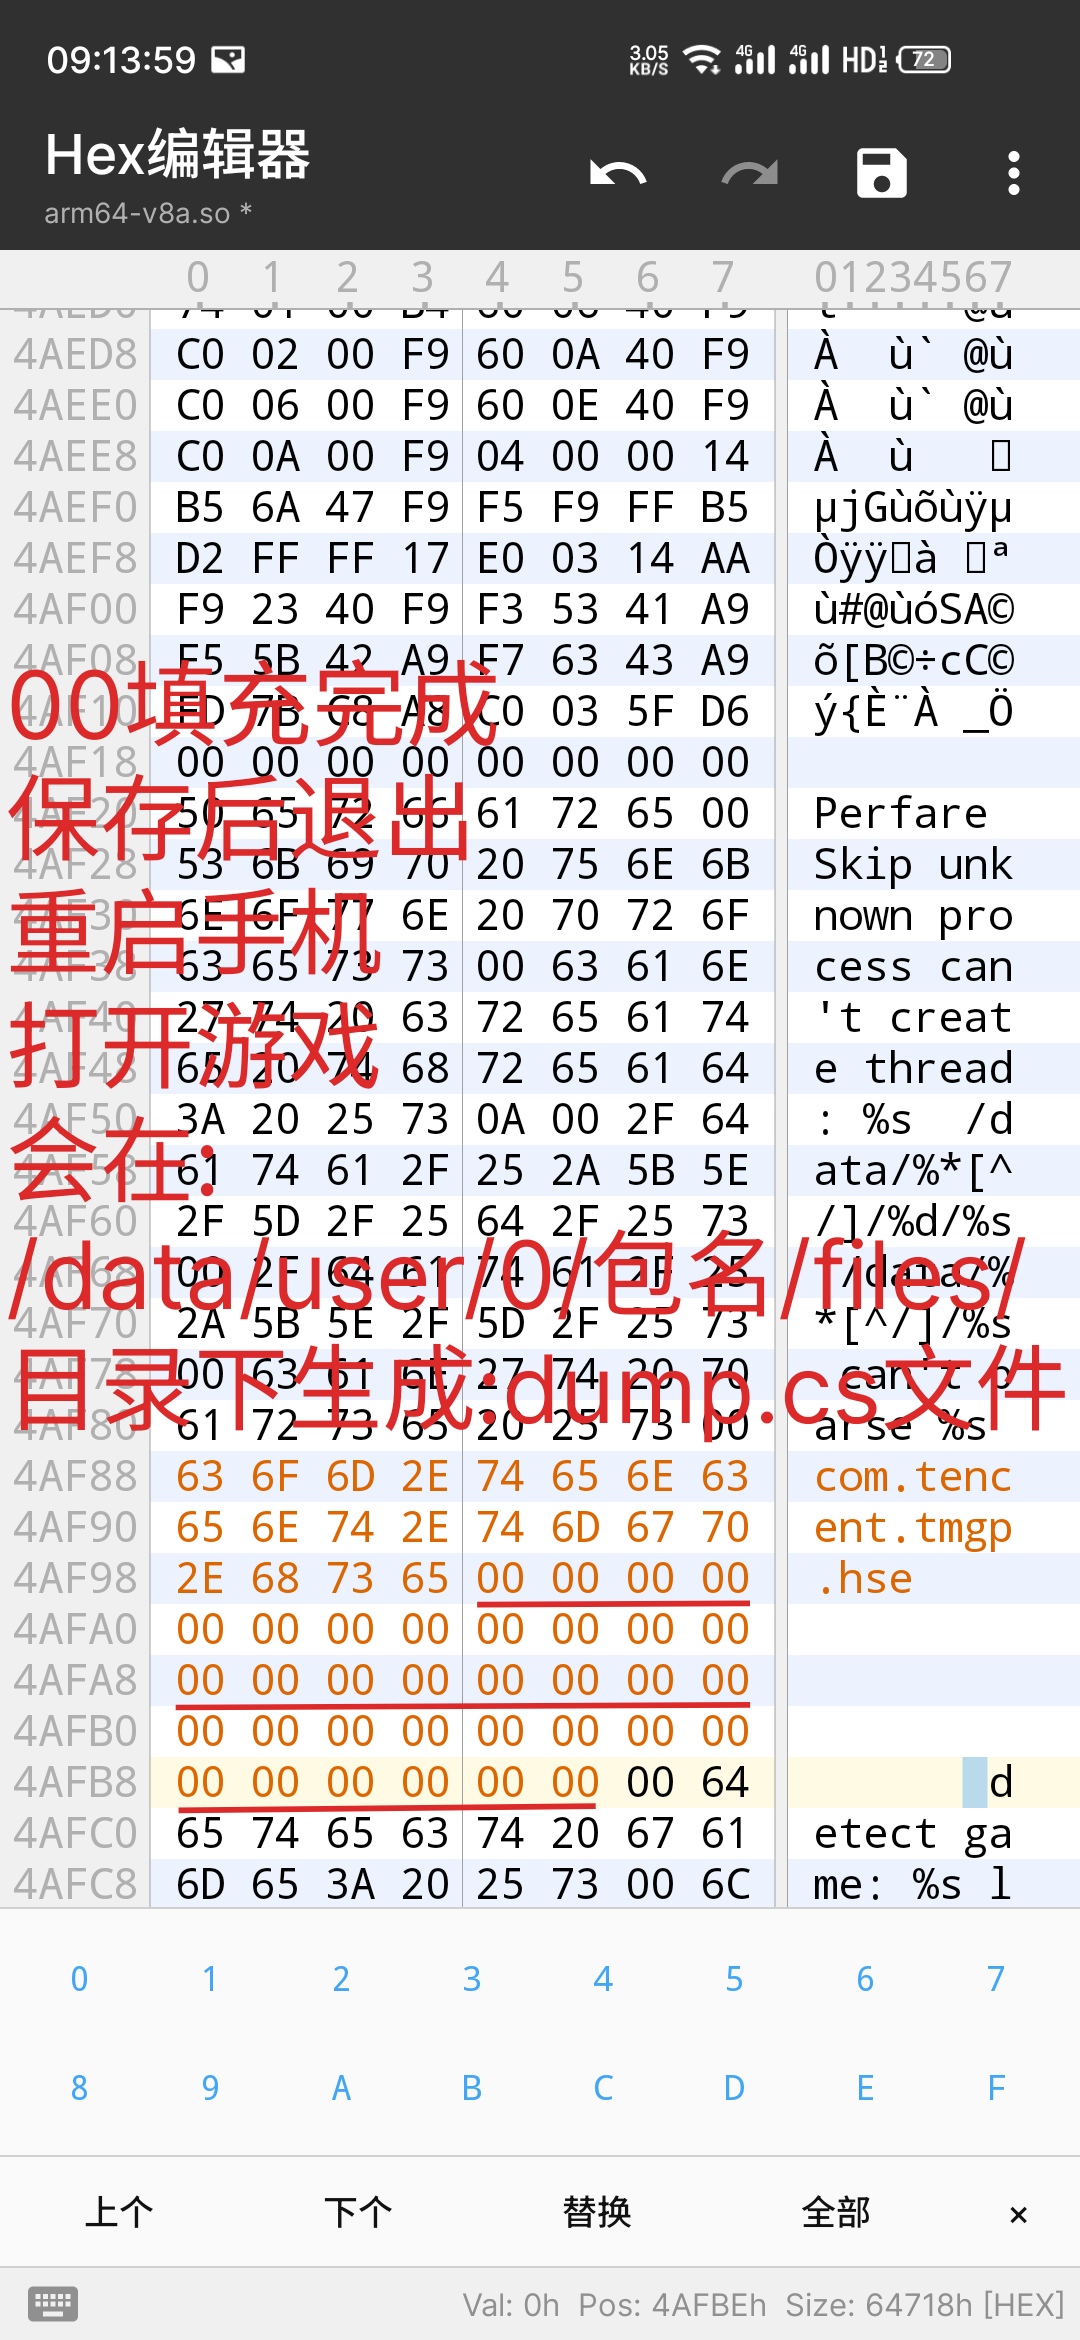 09:13:59 3.05 KB/S 4G 4G HD 1 2 72
Hex编辑器
arm64-v8a.so *
0 1 2 3 4 5 6 7 01234567
4AED8 C0 02 00 F9 60 0A 40 F9 À ù` @ù
4AEE0 C0 06 00 F9 60 0E 40 F9 À ù` @ù
4AEE8 C0 0A 00 F9 04 00 00 14 À ù
4AEF0 B5 6A 47 F9 F5 F9 FF B5 µjGùõùÿµ
4AEF8 D2 FF FF 17 E0 03 14 AA Òÿÿ▯à ▯ª
4AF00 F9 23 40 F9 F3 53 41 A9 ù#@ùóSA©
4AF08 F5 5B 42 A9 F7 63 43 A9 õ[B©÷cC©
4AF10 FD 7B C8 A8 C0 03 5F D6 ý{È¨À _Ö
4AF18 00 00 00 00 00 00 00 00
4AF20 50 65 72 66 61 72 65 00 Perfare
4AF28 53 6B 69 70 20 75 6E 6B Skip unk
4AF30 6E 6F 77 6E 20 70 72 6F nown pro
4AF38 63 65 73 73 00 63 61 6E cess can
4AF40 27 74 20 63 72 65 61 74 't creat
4AF48 65 20 74 68 72 65 61 64 e thread
4AF50 3A 20 25 73 0A 00 2F 64 : %s /d
4AF58 61 74 61 2F 25 2A 5B 5E ata/%*[^
4AF60 2F 5D 2F 25 64 2F 25 73 /]/%d/%s
4AF68 00 2F 64 61 74 61 2F 25 /data/%
4AF70 2A 5B 5E 2F 5D 2F 25 73 *[^/]/%s
4AF78 00 63 61 6E 27 74 20 70 can't p
4AF80 61 72 73 65 20 25 73 00 arse %s
4AF88 63 6F 6D 2E 74 65 6E 63 com.tenc
4AF90 65 6E 74 2E 74 6D 67 70 ent.tmgp
4AF98 2E 68 73 65 00 00 00 00 .hse
4AFA0 00 00 00 00 00 00 00 00
4AFA8 00 00 00 00 00 00 00 00
4AFB0 00 00 00 00 00 00 00 00
4AFB8 00 00 00 00 00 00 00 64 d
4AFC0 65 74 65 63 74 20 67 61 etect ga
4AFC8 6D 65 3A 20 25 73 00 6C me: %s l
00填充完成
保存后退出
重启手机
打开游戏
会在:
/data/user/0/包名/files/
目录下生成:dump.cs文件
0 1 2 3 4 5 6 7
8 9 A B C D E F
上个 下个 替换 全部 ×
Val: 0h Pos: 4AFBEh Size: 64718h [HEX]